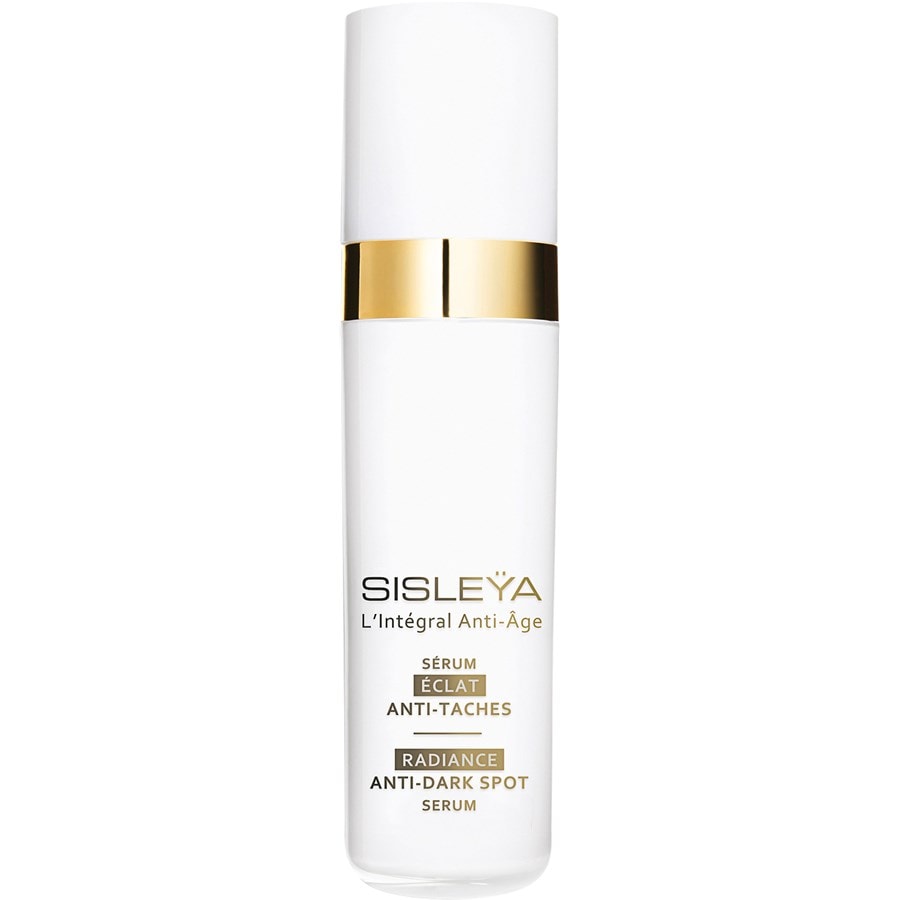 SISLEŸA
L'Intégral Anti-Âge
SÉRUM
ÉCLAT
ANTI-TACHES
RADIANCE
ANTI-DARK SPOT
SERUM